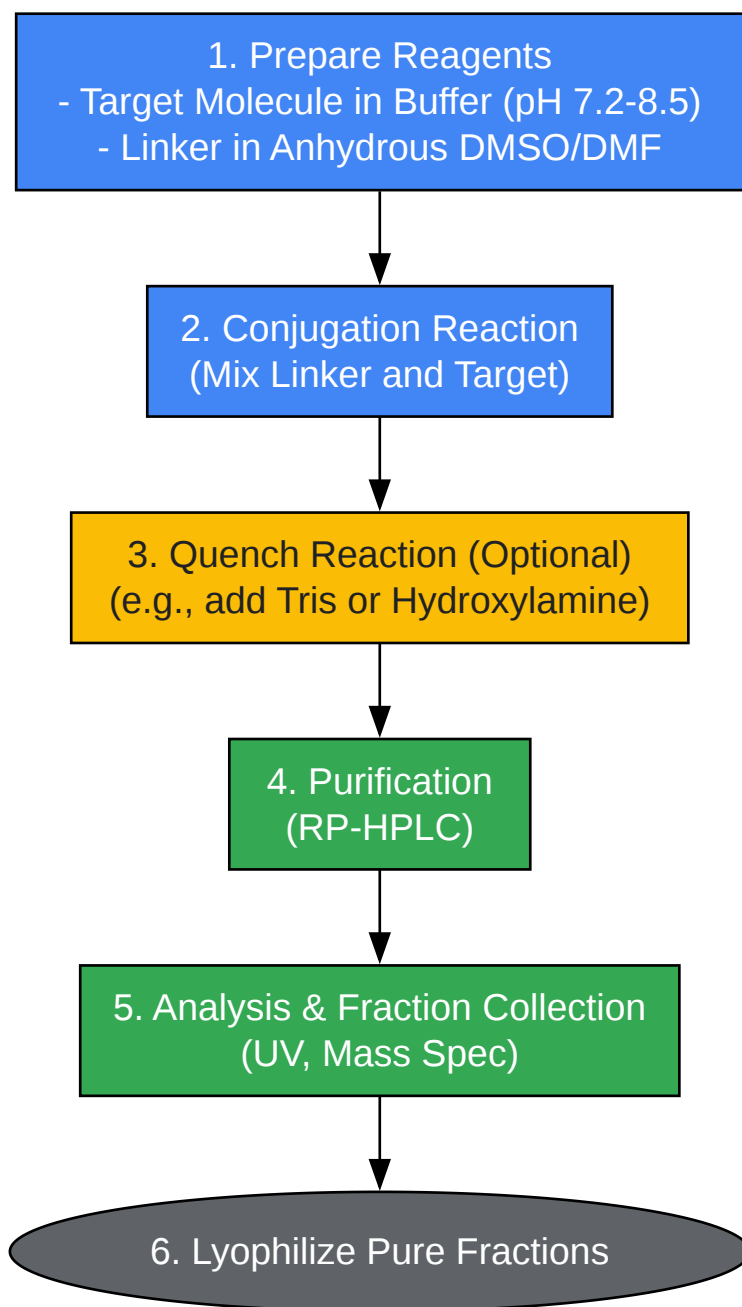 1. Prepare Reagents
- Target Molecule in Buffer (pH 7.2-8.5)
- Linker in Anhydrous DMSO/DMF
2. Conjugation Reaction
(Mix Linker and Target)
3. Quench Reaction (Optional)
(e.g., add Tris or Hydroxylamine)
4. Purification
(RP-HPLC)
5. Analysis & Fraction Collection
(UV, Mass Spec)
6. Lyophilize Pure Fractions